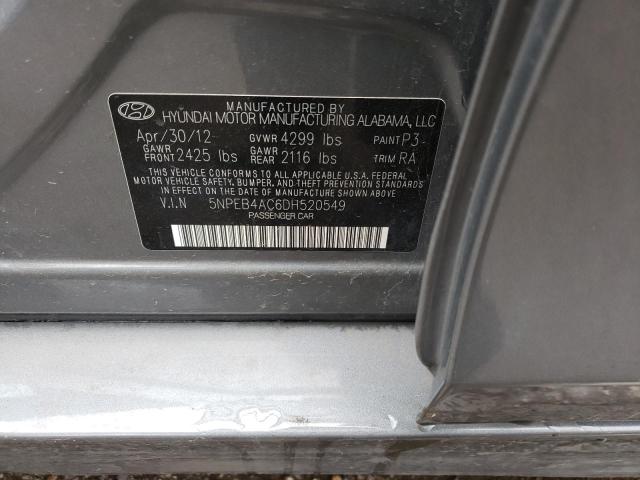 MANUFACTURED BY
HYUNDAI MOTOR MANUFACTURING ALABAMA, LLC
Apr/30/12 GVWR 4299 lbs PAINT P3
GAWR FRONT 2425 lbs GAWR REAR 2116 lbs TRIM RA
THIS VEHICLE CONFORMS TO ALL APPLICABLE U.S.A. FEDERAL
MOTOR VEHICLE SAFETY, BUMPER, AND THEFT PREVENTION STANDARDS
IN EFFECT ON THE DATE OF MANUFACTURE SHOWN ABOVE.
V.I.N 5NPEB4AC6DH520549
PASSENGER CAR